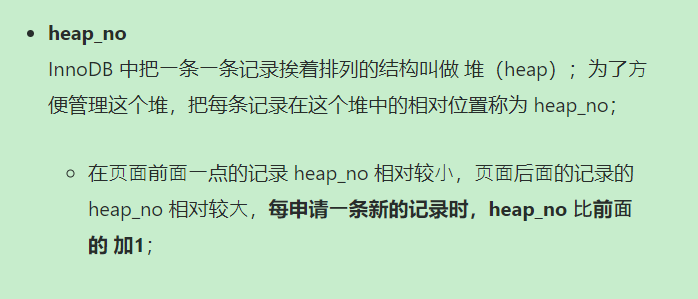 heap_no
InnoDB 中把一条一条记录挨着排列的结构叫做 堆（heap）；为了方
便管理这个堆，把每条记录在这个堆中的相对位置称为 heap_no；
在页面前面一点的记录 heap_no 相对较小，页面后面的记录的
heap_no 相对较大，每申请一条新的记录时，heap_no 比前面
的 加1；